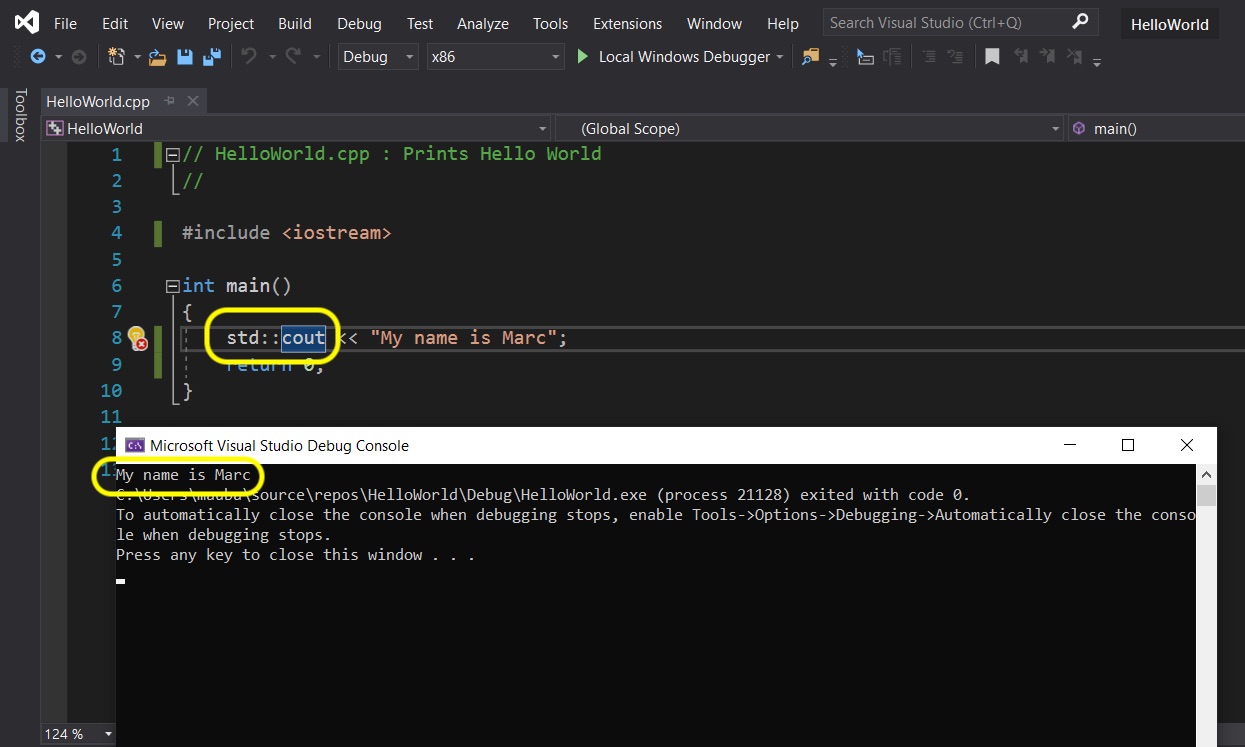 File Edit View Project Build Debug Test Analyze Tools Extensions Window Help Search Visual Studio (Ctrl+Q) HelloWorld
Debug x86 Local Windows Debugger
Toolbox
HelloWorld.cpp
HelloWorld (Global Scope) main()
1 // HelloWorld.cpp : Prints Hello World
2 //
3
4 #include <iostream>
5
6 int main()
7 {
8 std::cout << "My name is Marc";
9 return 0;
10 }
11
Microsoft Visual Studio Debug Console
My name is Marc
C:\Users\ \source\repos\HelloWorld\Debug\HelloWorld.exe (process 21128) exited with code 0.
To automatically close the console when debugging stops, enable Tools->Options->Debugging->Automatically close the conso
le when debugging stops.
Press any key to close this window . . .
124 %